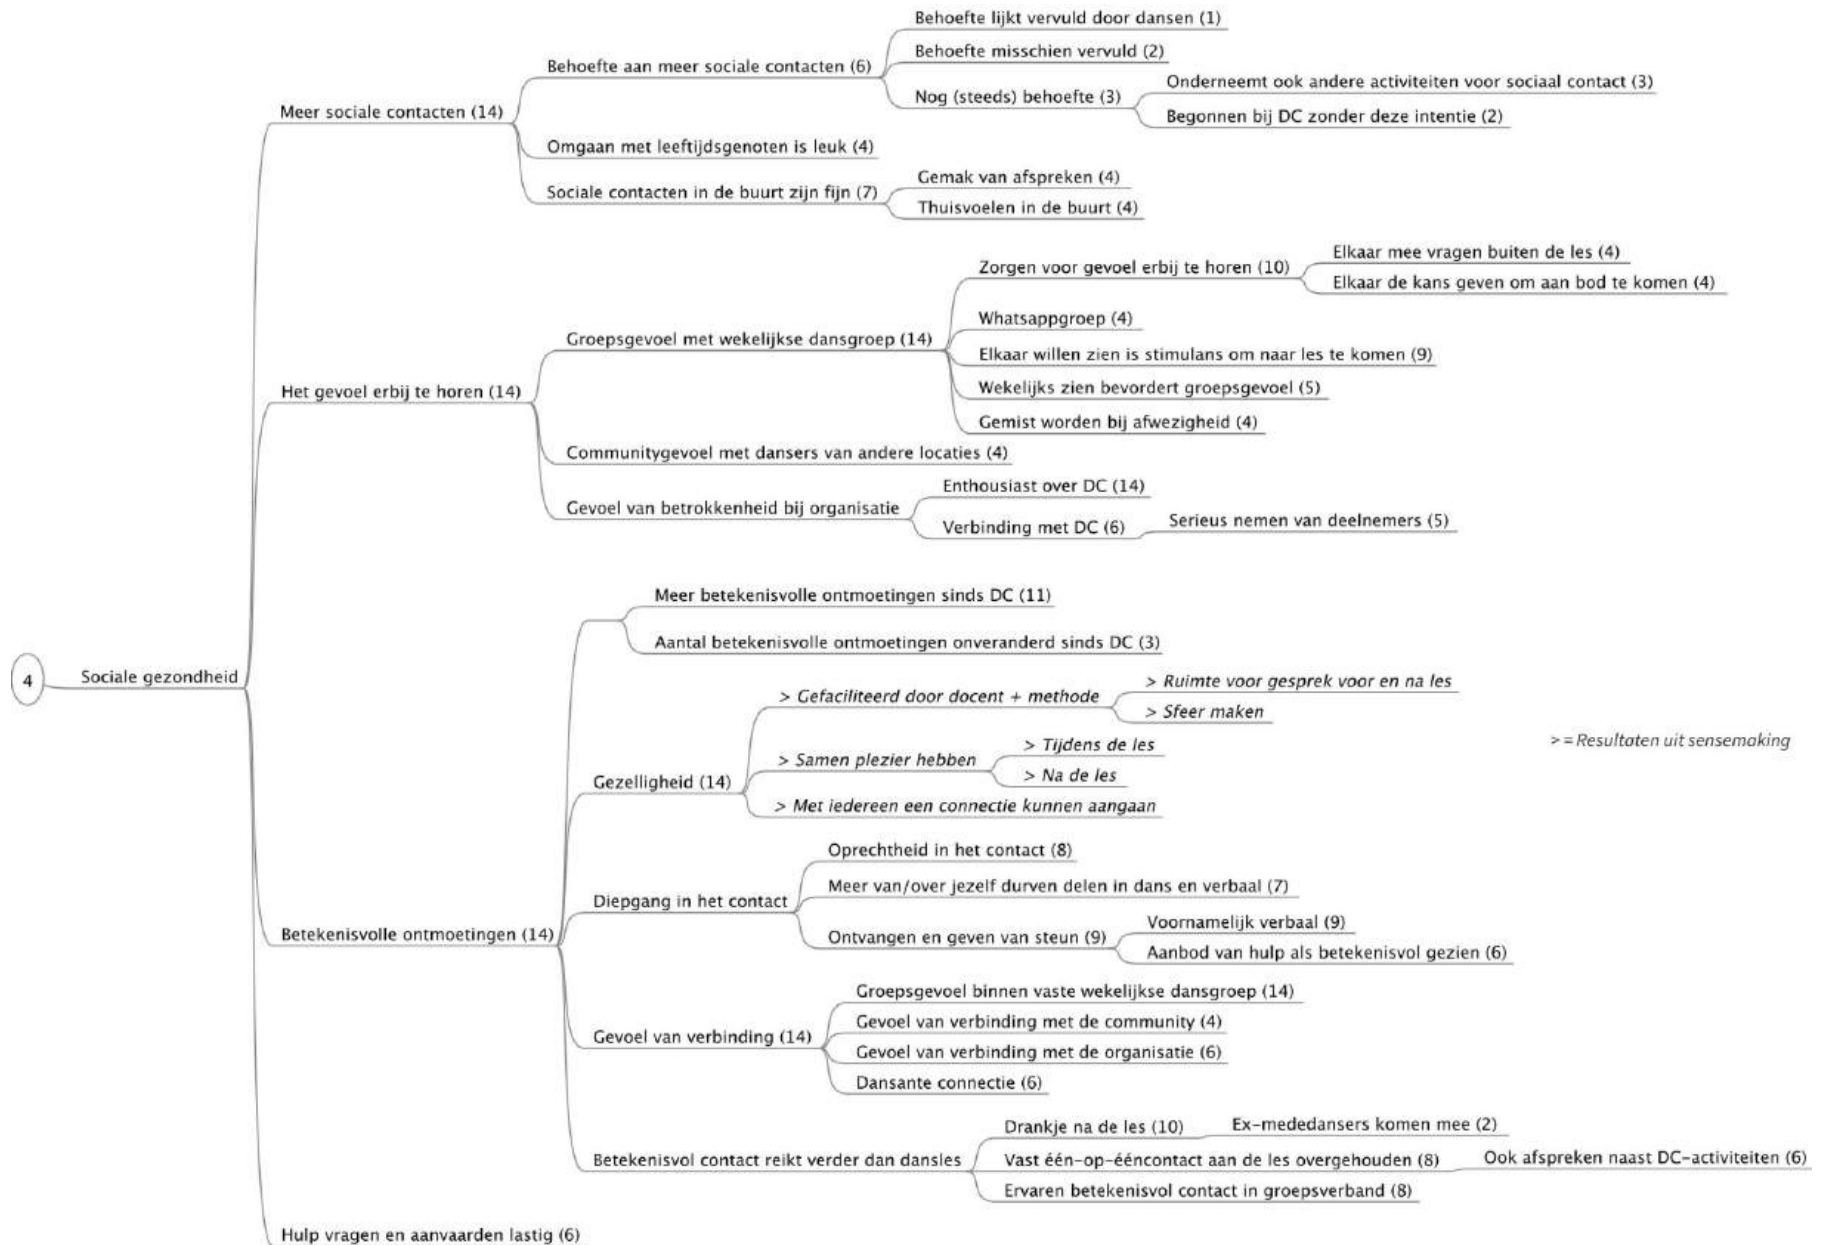 4
Sociale gezondheid
Meer sociale contacten (14)
Behoefte aan meer sociale contacten (6)
Behoefte lijkt vervuld door dansen (1)
Behoefte misschien vervuld (2)
Nog (steeds) behoefte (3)
Onderneemt ook andere activiteiten voor sociaal contact (3)
Begonnen bij DC zonder deze intentie (2)
Omgaan met leeftijdsgenoten is leuk (4)
Sociale contacten in de buurt zijn fijn (7)
Gemak van afspreken (4)
Thuisvoelen in de buurt (4)
Het gevoel erbij te horen (14)
Groepsgevoel met wekelijkse dansgroep (14)
Zorgen voor gevoel erbij te horen (10)
Elkaar mee vragen buiten de les (4)
Elkaar de kans geven om aan bod te komen (4)
Whatsappgroep (4)
Elkaar willen zien is stimulans om naar les te komen (9)
Wekelijks zien bevordert groepsgevoel (5)
Gemist worden bij afwezigheid (4)
Communitygevoel met dansers van andere locaties (4)
Gevoel van betrokkenheid bij organisatie
Enthousiast over DC (14)
Verbinding met DC (6)
Serieus nemen van deelnemers (5)
Betekenisvolle ontmoetingen (14)
Meer betekenisvolle ontmoetingen sinds DC (11)
Aantal betekenisvolle ontmoetingen onveranderd sinds DC (3)
Gezelligheid (14)
> Gefaciliteerd door docent + methode
> Ruimte voor gesprek voor en na les
> Sfeer maken
> Samen plezier hebben
> Tijdens de les
> Na de les
> Met iedereen een connectie kunnen aangaan
> = Resultaten uit sensemaking
Diepgang in het contact
Oprechtheid in het contact (8)
Meer van/over jezelf durven delen in dans en verbaal (7)
Ontvangen en geven van steun (9)
Voornamelijk verbaal (9)
Aanbod van hulp als betekenisvol gezien (6)
Gevoel van verbinding (14)
Groepsgevoel binnen vaste wekelijkse dansgroep (14)
Gevoel van verbinding met de community (4)
Gevoel van verbinding met de organisatie (6)
Dansante connectie (6)
Betekenisvol contact reikt verder dan dansles
Drankje na de les (10)
Ex-mededansers komen mee (2)
Vast één-op-ééncontact aan de les overgehouden (8)
Ook afspreken naast DC-activiteiten (6)
Ervaren betekenisvol contact in groepsverband (8)
Hulp vragen en aanvaarden lastig (6)